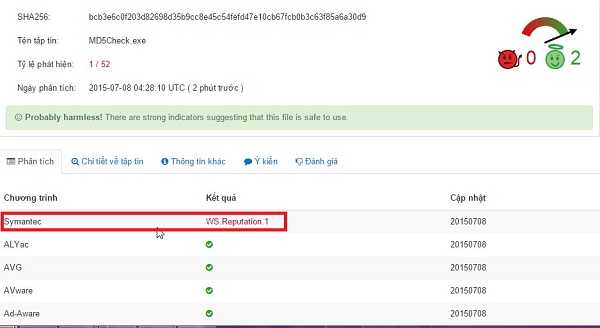 SHA256: bcb3e6c0f203d82698d35b9cc8e45c54fefd47e10cb67fcb0b3c63f85a6a30d9
Tên tập tin: MD5Check.exe
Tỷ lệ phát hiện: 1 / 52
0 2
Ngày phân tích: 2015-07-08 04:28:10 UTC ( 2 phút trước )
Probably harmless! There are strong indicators suggesting that this file is safe to use.
Phân tích Chi tiết về tập tin Thông tin khác Ý kiến Đánh giá
Chương trình Kết quả Cập nhật
Symantec WS.Reputation.1 20150708
ALYac 20150708
AVG 20150708
AVware 20150708
Ad-Aware 20150708